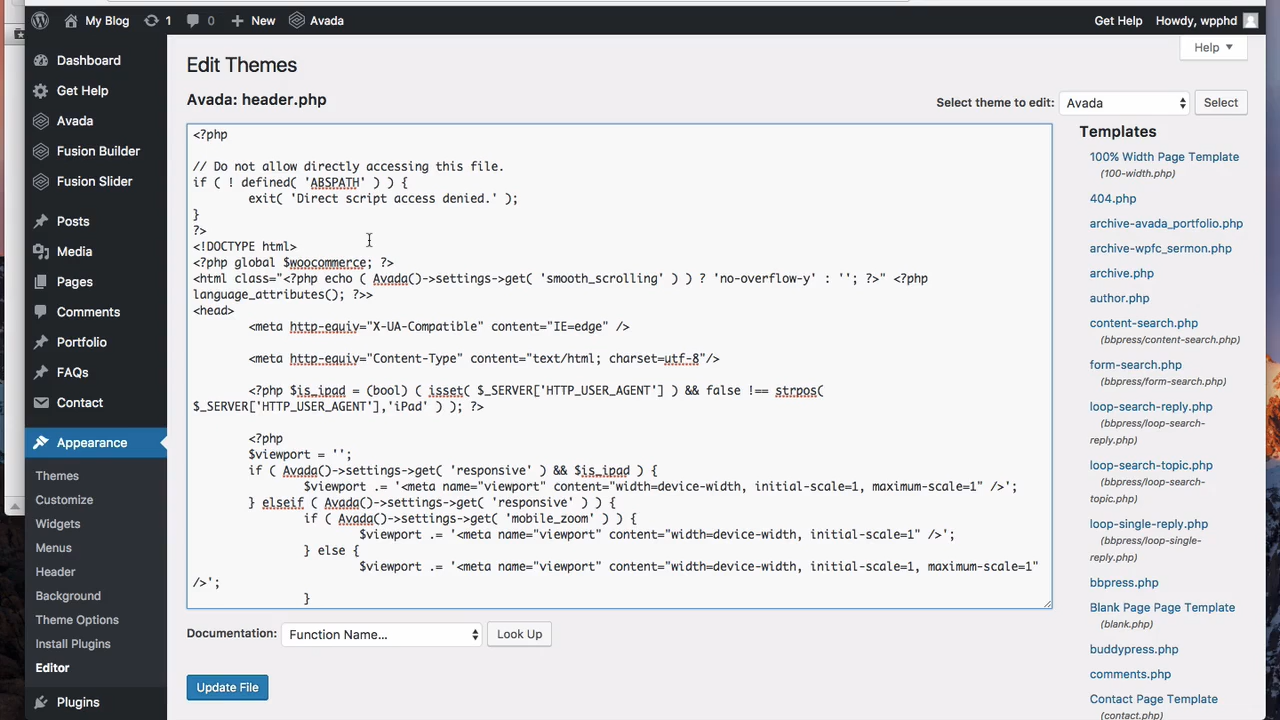 My Blog
1
0
New
Avada
Get Help
Howdy, wpphd
Dashboard
Get Help
Avada
Fusion Builder
Fusion Slider
Posts
Media
Pages
Comments
Portfolio
FAQs
Contact
Appearance
Themes
Customize
Widgets
Menus
Header
Background
Theme Options
Install Plugins
Editor
Plugins
Help
Edit Themes
Avada: header.php
Select theme to edit:
Avada
Select
<?php
// Do not allow directly accessing this file.
if ( ! defined( 'ABSPATH' ) ) {
exit( 'Direct script access denied.' );
}
?>
<!DOCTYPE html>
<?php global $woocommerce; ?>
<html class="<?php echo ( Avada()->settings->get( 'smooth_scrolling' ) ) ? 'no-overflow-y' : ''; ?>" <?php
language_attributes(); ?>>
<head>
<meta http-equiv="X-UA-Compatible" content="IE=edge" />
<meta http-equiv="Content-Type" content="text/html; charset=utf-8"/>
<?php $is_ipad = (bool) ( isset( $_SERVER['HTTP_USER_AGENT'] ) && false !== strpos(
$_SERVER['HTTP_USER_AGENT'],'iPad' ) ); ?>
<?php
$viewport = '';
if ( Avada()->settings->get( 'responsive' ) && $is_ipad ) {
$viewport .= '<meta name="viewport" content="width=device-width, initial-scale=1, maximum-scale=1" />';
} elseif ( Avada()->settings->get( 'responsive' ) ) {
if ( Avada()->settings->get( 'mobile_zoom' ) ) {
$viewport .= '<meta name="viewport" content="width=device-width, initial-scale=1" />';
} else {
$viewport .= '<meta name="viewport" content="width=device-width, initial-scale=1, maximum-scale=1"
/>';
}
Documentation:
Function Name...
Look Up
Update File
Templates
100% Width Page Template
(100-width.php)
404.php
archive-avada_portfolio.php
archive-wpfc_sermon.php
archive.php
author.php
content-search.php
(bbpress/content-search.php)
form-search.php
(bbpress/form-search.php)
loop-search-reply.php
(bbpress/loop-search-
reply.php)
loop-search-topic.php
(bbpress/loop-search-
topic.php)
loop-single-reply.php
(bbpress/loop-single-
reply.php)
bbpress.php
Blank Page Page Template
(blank.php)
buddypress.php
comments.php
Contact Page Template
(contact.php)